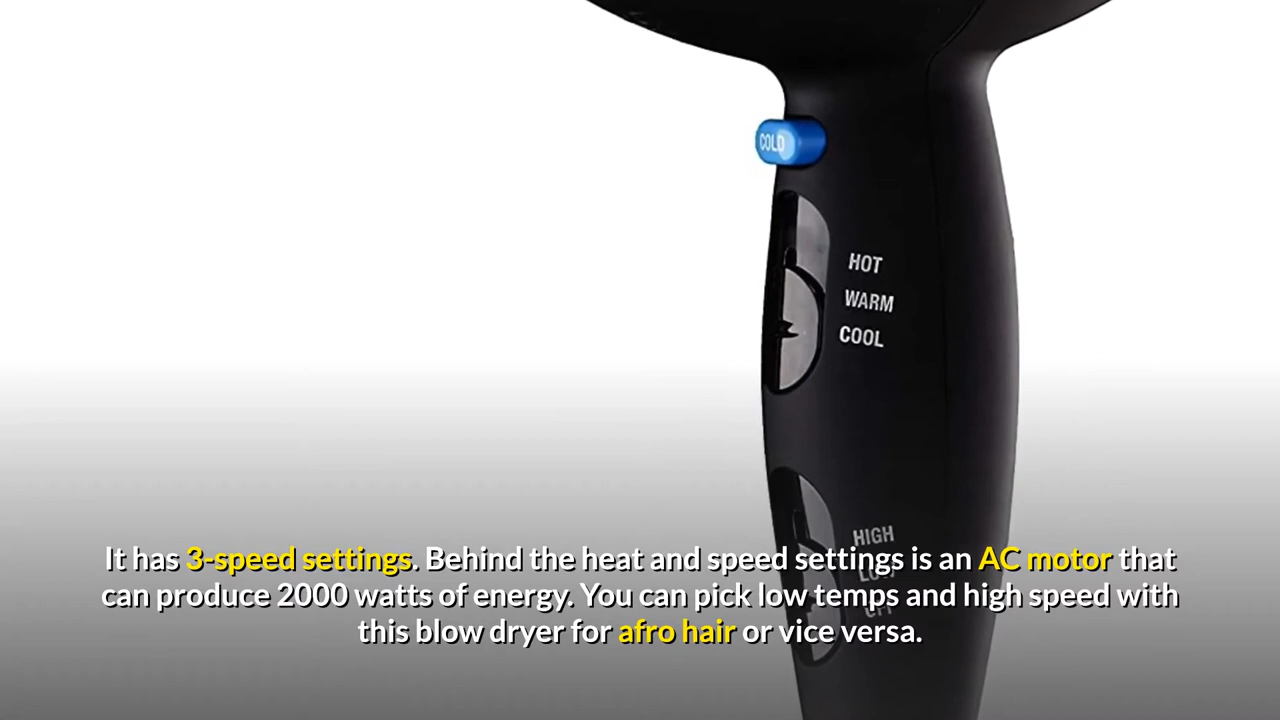 COLD
HOT
WARM
COOL
HIGH
It has 3-speed settings. Behind the heat and speed settings is an AC motor that
can produce 2000 watts of energy. You can pick low temps and high speed with
this blow dryer for afro hair or vice versa.